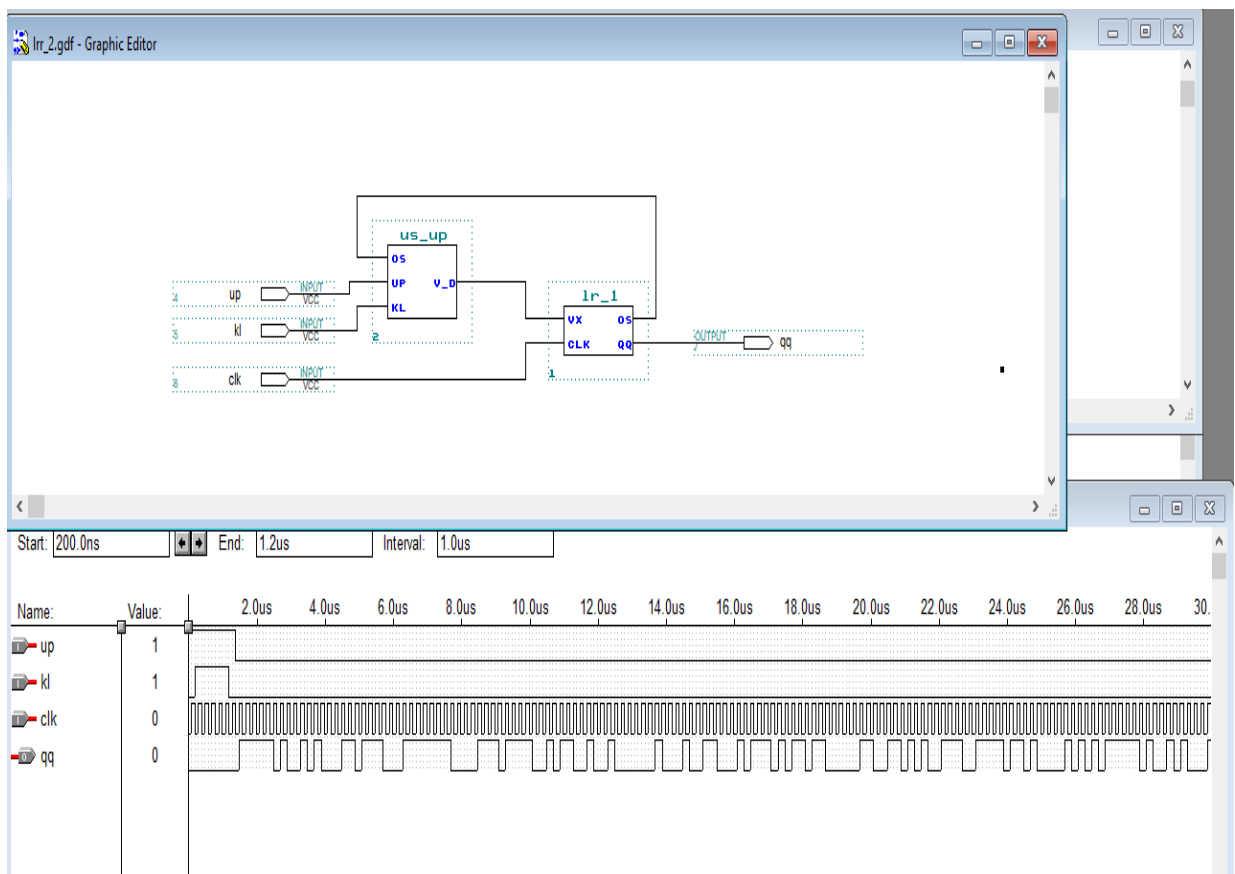 lrr_2.gdf - Graphic Editor
us_up
OS
UP V_D
KL
2
up INPUT
VCC
kl INPUT
VCC
clk INPUT
VCC
lr_1
VX OS
CLK QQ
1
OUTPUT qq
Start: 200.0ns End: 1.2us Interval: 1.0us
Name: Value: 2.0us 4.0us 6.0us 8.0us 10.0us 12.0us 14.0us 16.0us 18.0us 20.0us 22.0us 24.0us 26.0us 28.0us 30.
up 1
kl 1
clk 0
qq 0